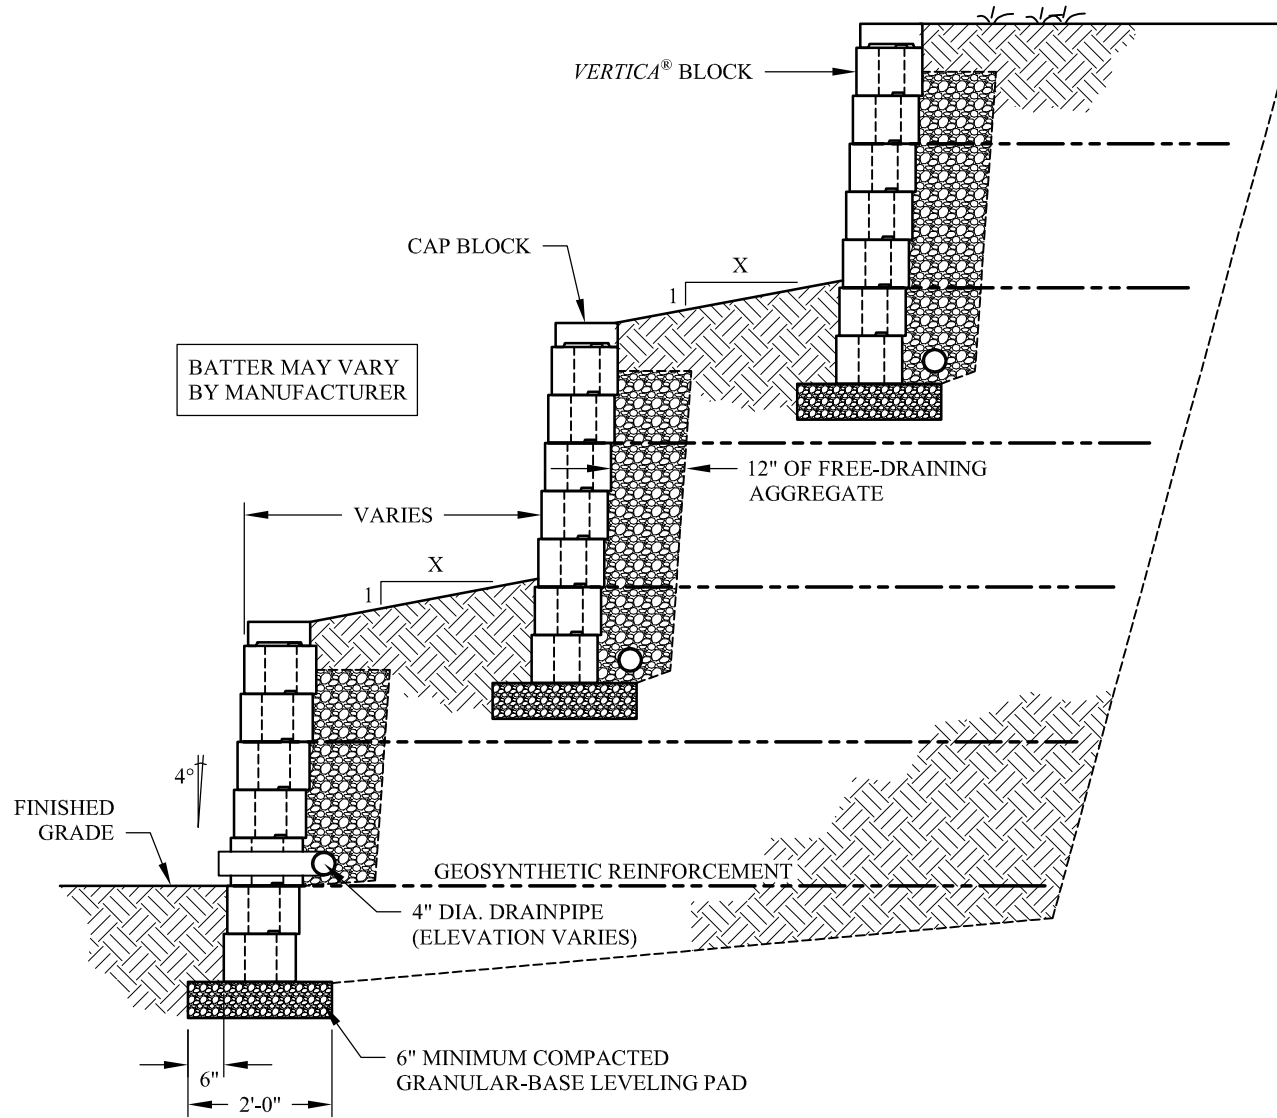 VERTICA® BLOCK
CAP BLOCK
X
1
BATTER MAY VARY
BY MANUFACTURER
12" OF FREE-DRAINING
AGGREGATE
VARIES
X
1
4°
FINISHED
GRADE
GEOSYNTHETIC REINFORCEMENT
4" DIA. DRAINPIPE
(ELEVATION VARIES)
6" MINIMUM COMPACTED
GRANULAR-BASE LEVELING PAD
6"
2'-0"